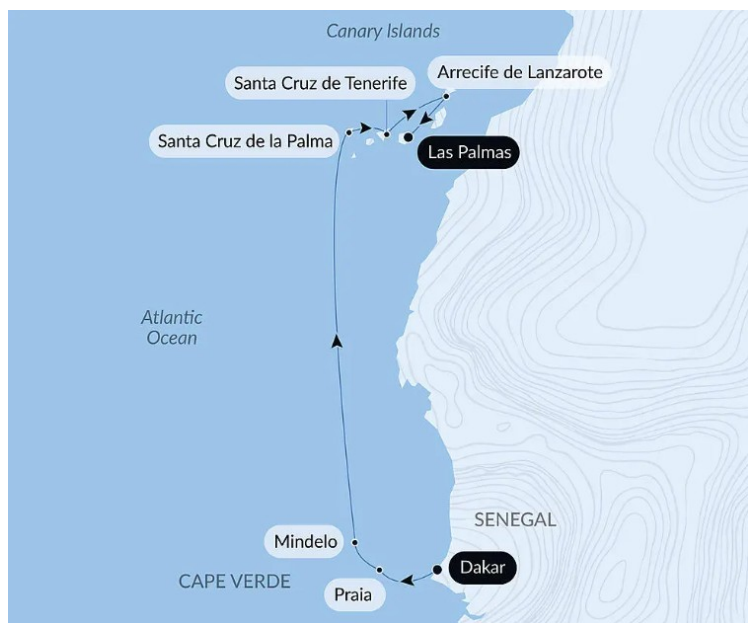 Canary Islands
Arrecife de Lanzarote
Santa Cruz de Tenerife
Santa Cruz de la Palma
Las Palmas
Atlantic
Ocean
SENEGAL
Mindelo
Dakar
CAPE VERDE
Praia